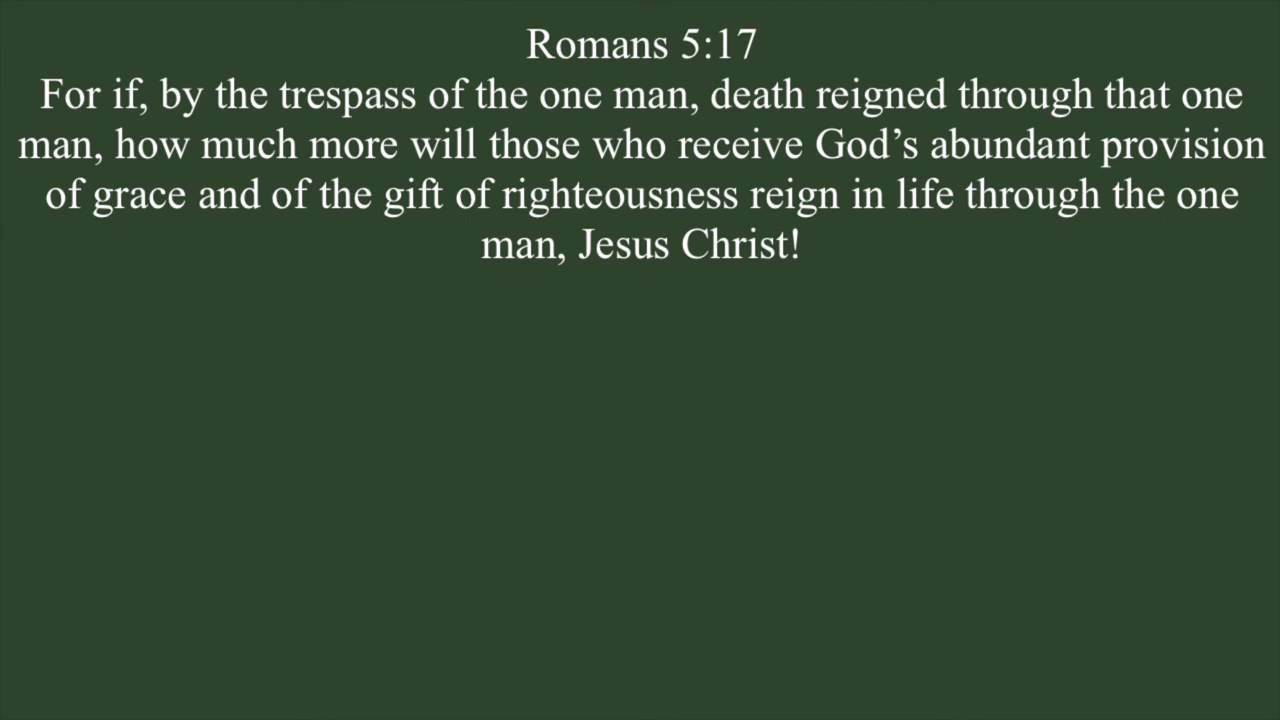 Romans 5:17
For if, by the trespass of the one man, death reigned through that one
man, how much more will those who receive God’s abundant provision
of grace and of the gift of righteousness reign in life through the one
man, Jesus Christ!